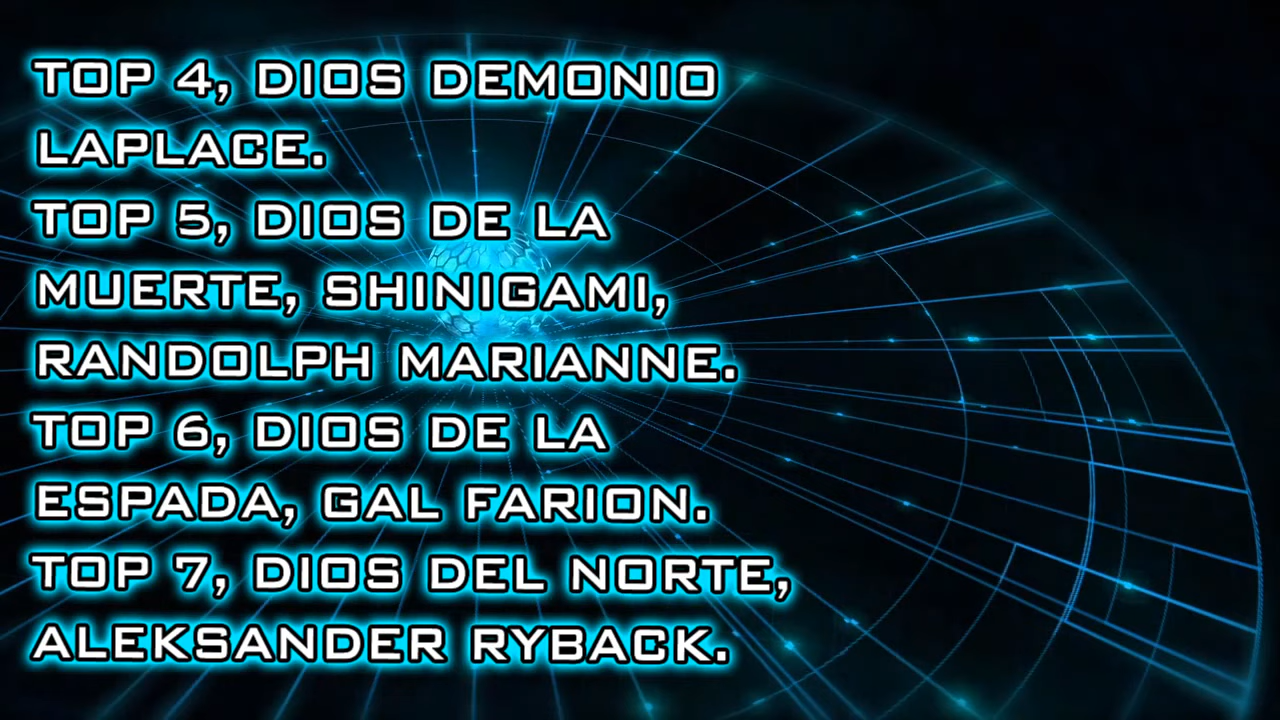 TOP 4, DIOS DEMONIO
LAPLACE.
TOP 5, DIOS DE LA
MUERTE, SHINIGAMI,
RANDOLPH MARIANNE.
TOP 6, DIOS DE LA
ESPADA, GAL FARION.
TOP 7, DIOS DEL NORTE,
ALEKSANDER RYBACK.